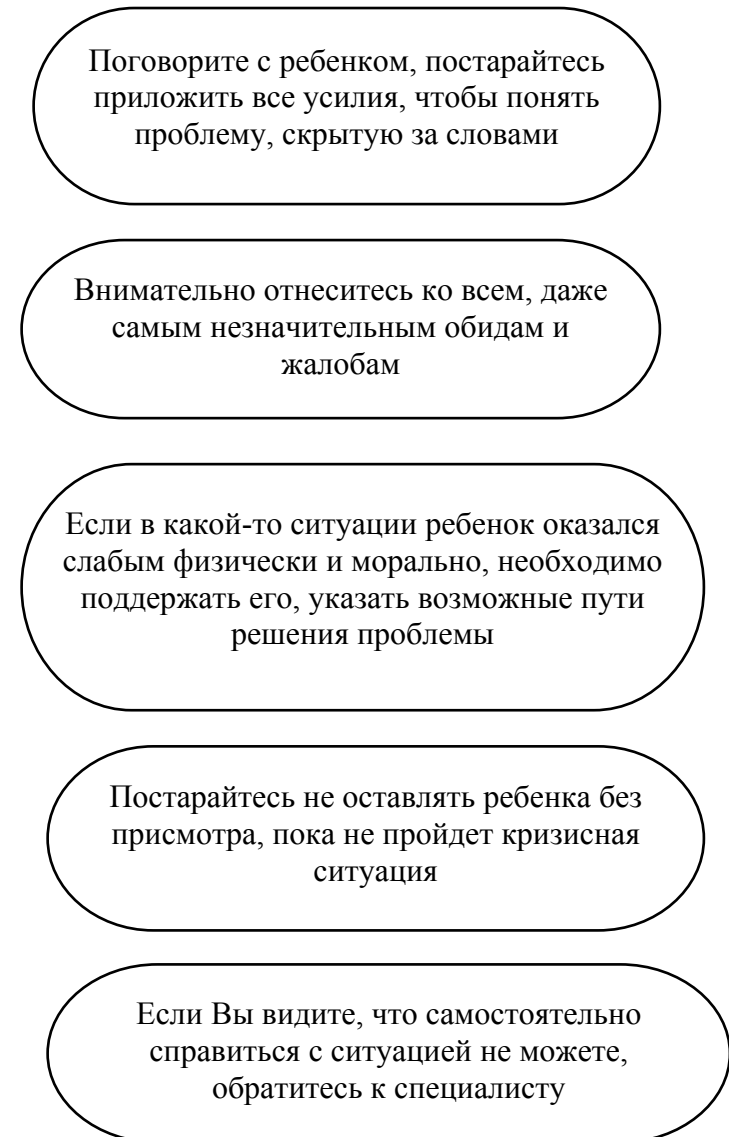 Поговорите с ребенком, постарайтесь
приложить все усилия, чтобы понять
проблему, скрытую за словами
Внимательно отнеситесь ко всем, даже
самым незначительным обидам и
жалобам
Если в какой-то ситуации ребенок оказался
слабым физически и морально, необходимо
поддержать его, указать возможные пути
решения проблемы
Постарайтесь не оставлять ребенка без
присмотра, пока не пройдет кризисная
ситуация
Если Вы видите, что самостоятельно
справиться с ситуацией не можете,
обратитесь к специалисту